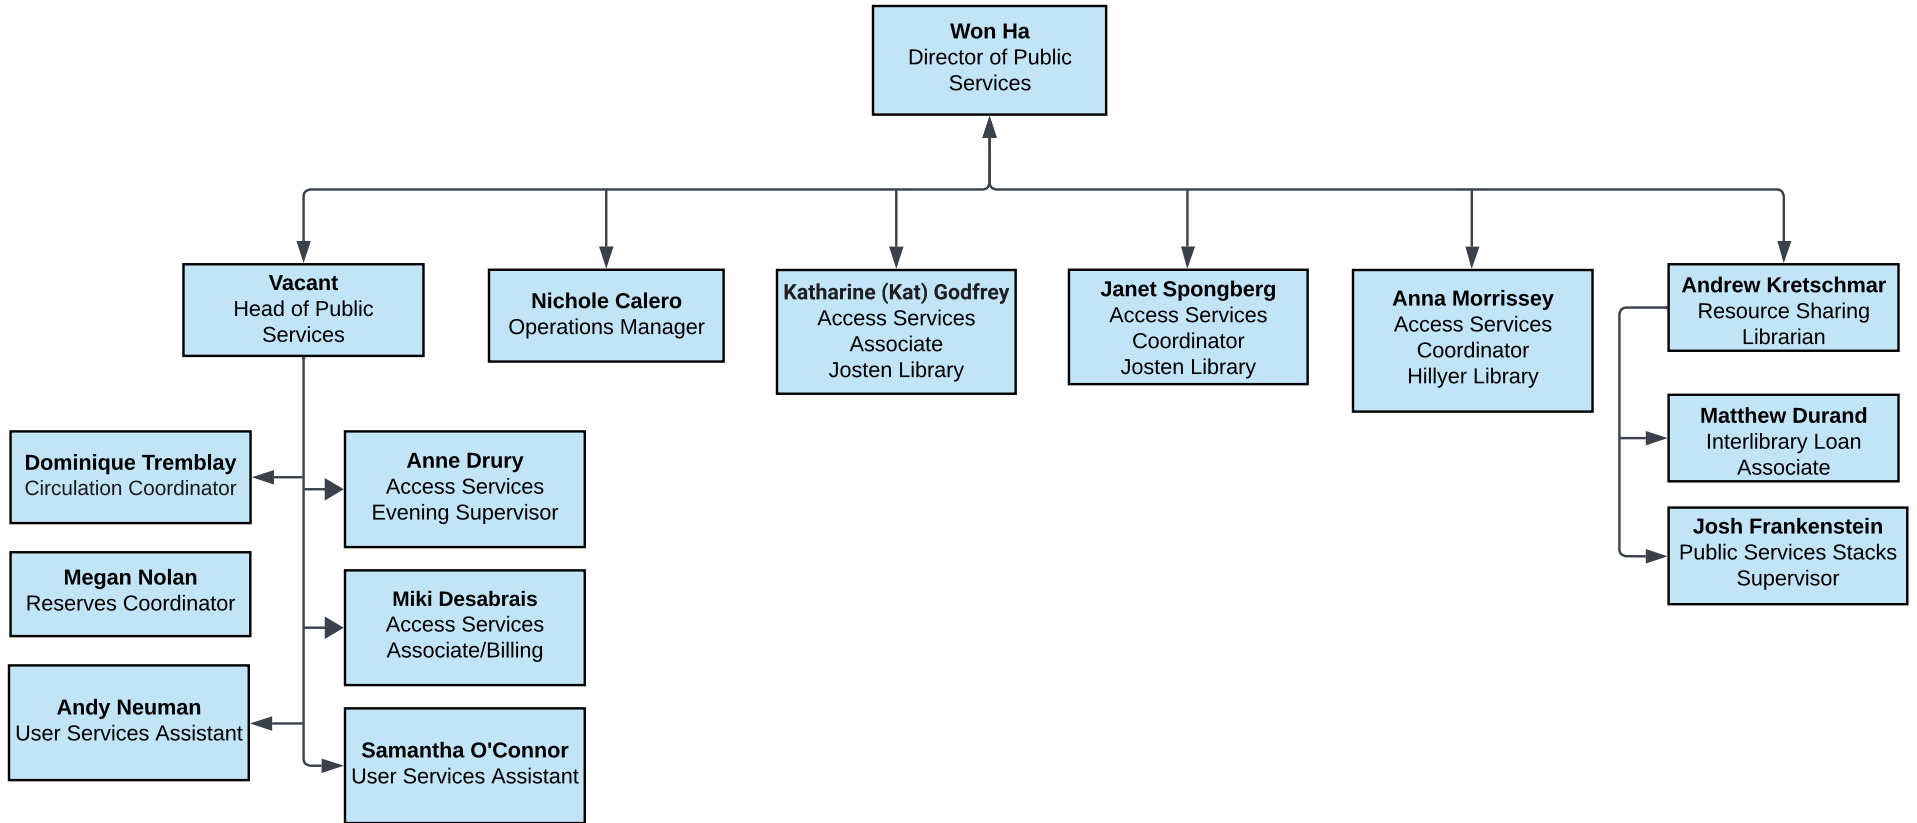 Won Ha
Director of Public
Services
Vacant
Head of Public
Services
Nichole Calero
Operations Manager
Katharine (Kat) Godfrey
Access Services
Associate
Josten Library
Janet Spongberg
Access Services
Coordinator
Josten Library
Anna Morrissey
Access Services
Coordinator
Hillyer Library
Andrew Kretschmar
Resource Sharing
Librarian
Dominique Tremblay
Circulation Coordinator
Anne Drury
Access Services
Evening Supervisor
Matthew Durand
Interlibrary Loan
Associate
Megan Nolan
Reserves Coordinator
Miki Desabrais
Access Services
Associate/Billing
Josh Frankenstein
Public Services Stacks
Supervisor
Andy Neuman
User Services Assistant
Samantha O'Connor
User Services Assistant